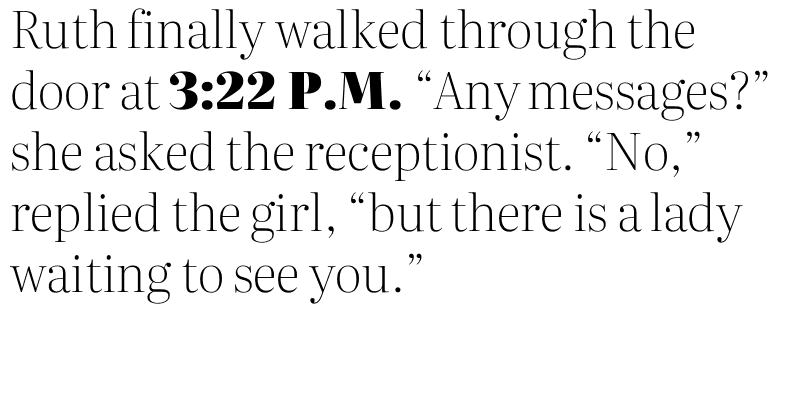 Ruth finally walked through the
door at 3:22 P.M. “Any messages?”
she asked the receptionist. “No,”
replied the girl, “but there is a lady
waiting to see you.”